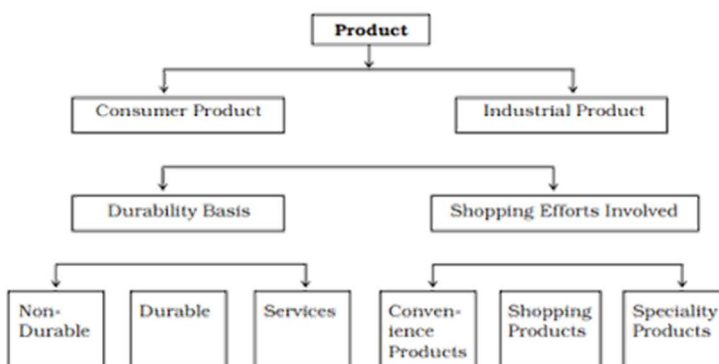 Product
Consumer Product
Industrial Product
Durability Basis
Shopping Efforts Involved
Non-
Durable
Durable
Services
Conven-
ience
Products
Shopping
Products
Speciality
Products